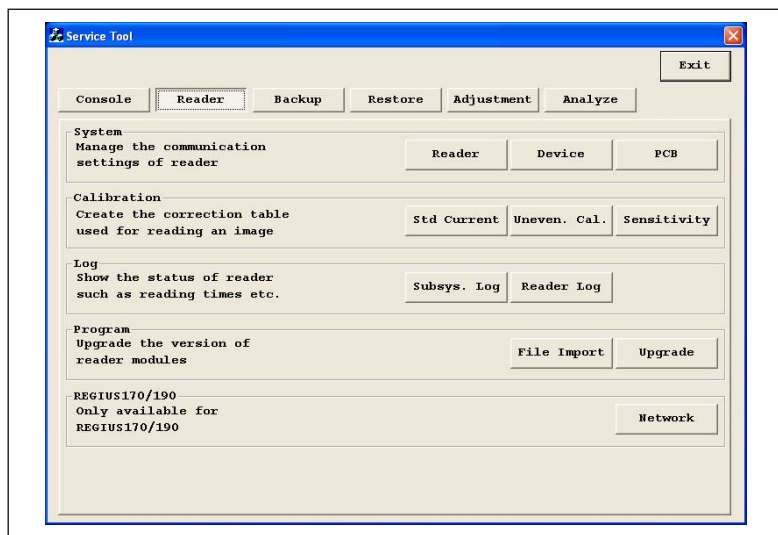 Service Tool
Exit
Console Reader Backup Restore Adjustment Analyze
System
Manage the communication
settings of reader
Reader Device PCB
Calibration
Create the correction table
used for reading an image
Std Current Uneven. Cal. Sensitivity
Log
Show the status of reader
such as reading times etc.
Subsys. Log Reader Log
Program
Upgrade the version of
reader modules
File Import Upgrade
REGIUS170/190
Only available for
REGIUS170/190
Network